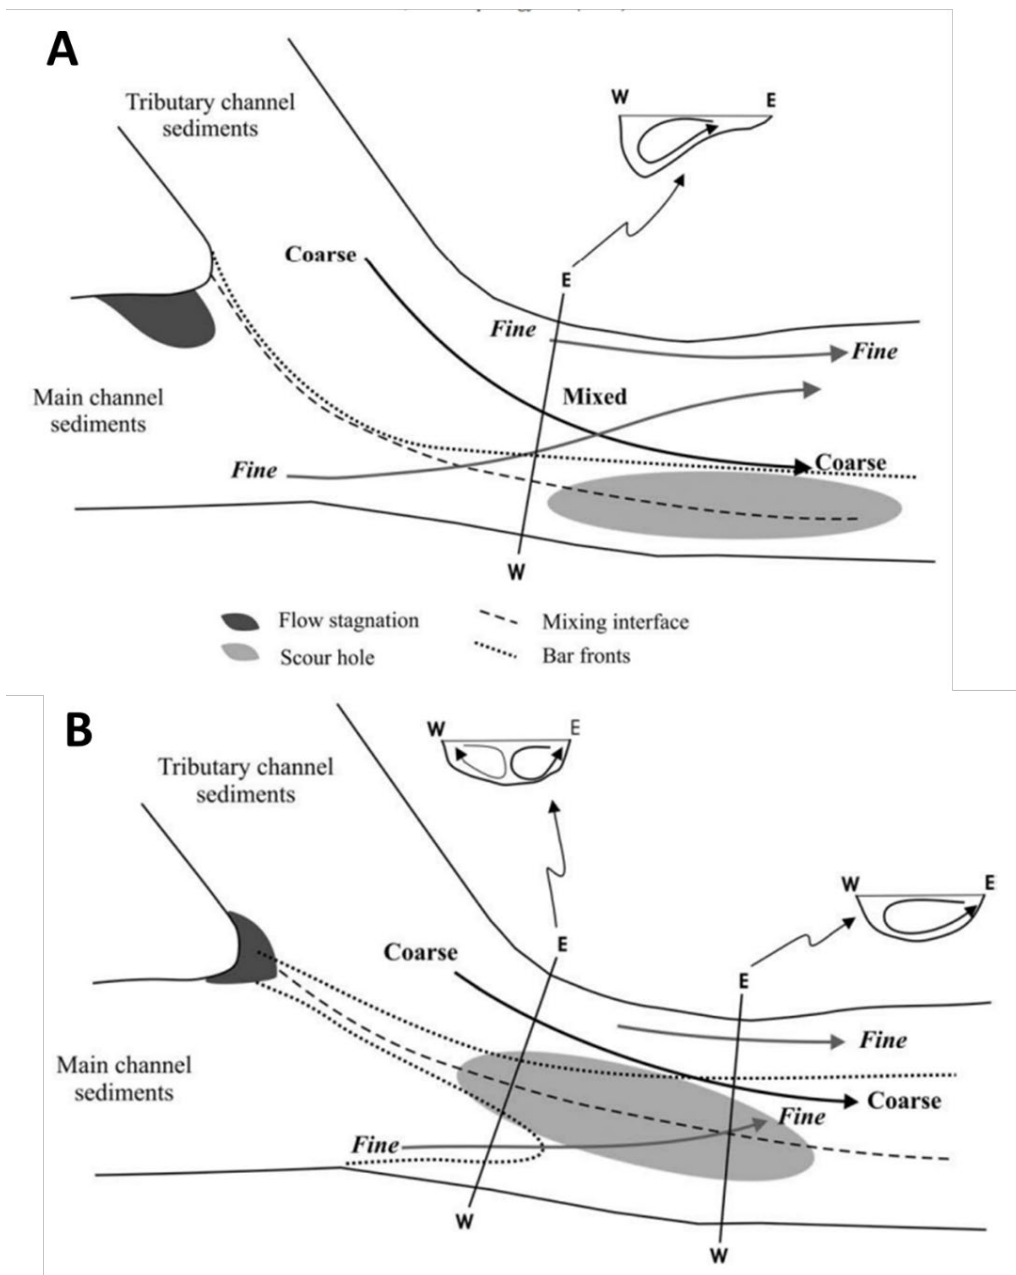 A
Tributary channel
sediments
W
E
Coarse
E
Fine
Fine
Mixed
Main channel
sediments
Fine
Coarse
W
Flow stagnation
Mixing interface
Scour hole
Bar fronts
B
W
E
Tributary channel
sediments
W
E
Coarse
E
E
Fine
Main channel
sediments
Coarse
Fine
Fine
W
W